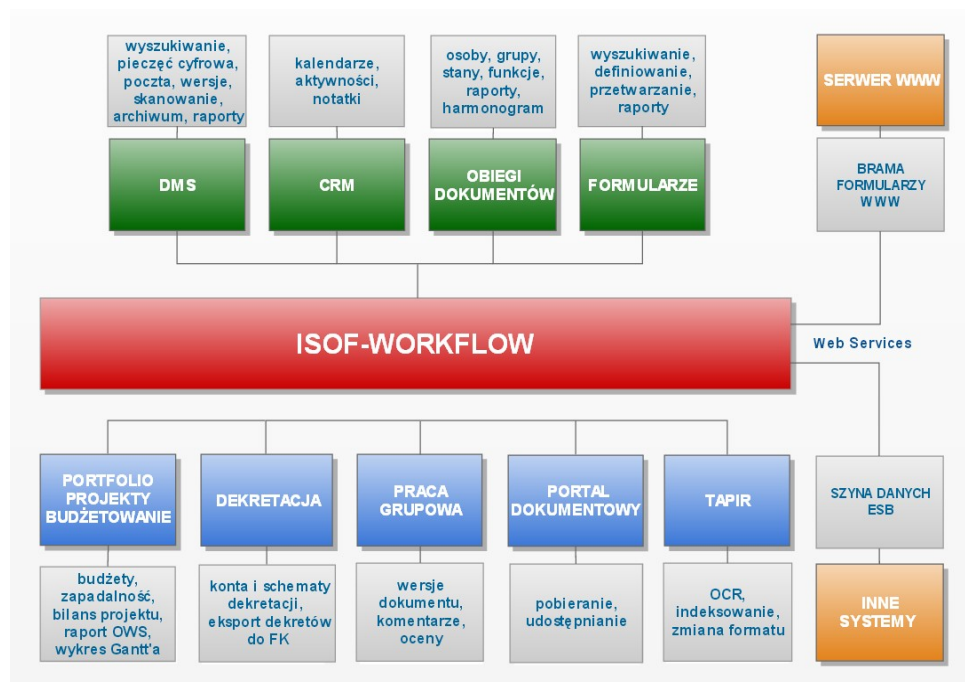 wyszukiwanie,
pieczęć cyfrowa,
poczta, wersje,
skanowanie,
archiwum, raporty
kalendarze,
aktywności,
notatki
osoby, grupy,
stany, funkcje,
raporty,
harmonogram
wyszukiwanie,
definiowanie,
przetwarzanie,
raporty
SERWER WWW
DMS
CRM
OBIEGI
DOKUMENTÓW
FORMULARZE
BRAMA
FORMULARZY
WWW
ISOF-WORKFLOW
Web Services
PORTFOLIO
PROJEKTY
BUDŻETOWANIE
DEKRETACJA
PRACA
GRUPOWA
PORTAL
DOKUMENTOWY
TAPIR
SZYNA DANYCH
ESB
budżety,
zapadalność,
bilans projektu,
raport OWS,
wykres Gantt'a
konta i schematy
dekretacji,
eksport dekretów
do FK
wersje
dokumentu,
komentarze,
oceny
pobieranie,
udostępnianie
OCR,
indeksowanie,
zmiana formatu
INNE
SYSTEMY